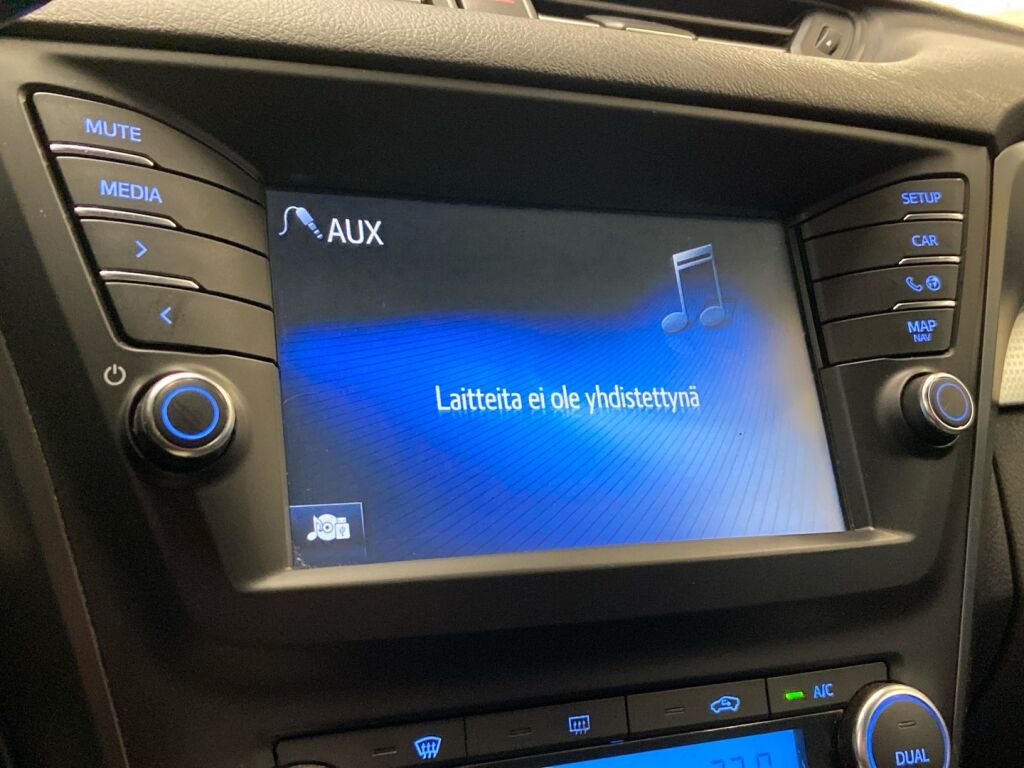 MUTE
MEDIA
>
<
AUX
Laitteita ei ole yhdistettynä
SETUP
CAR
MAP
NAV
A/C
DUAL